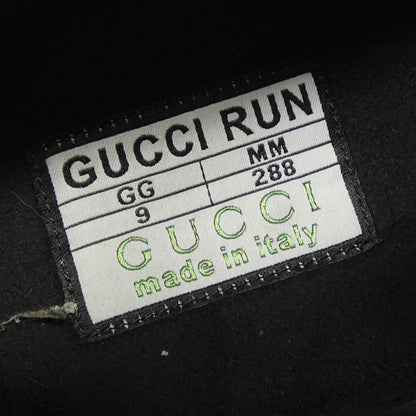 GUCCI RUN
GG MM
9 288
GUCCI
made in italy